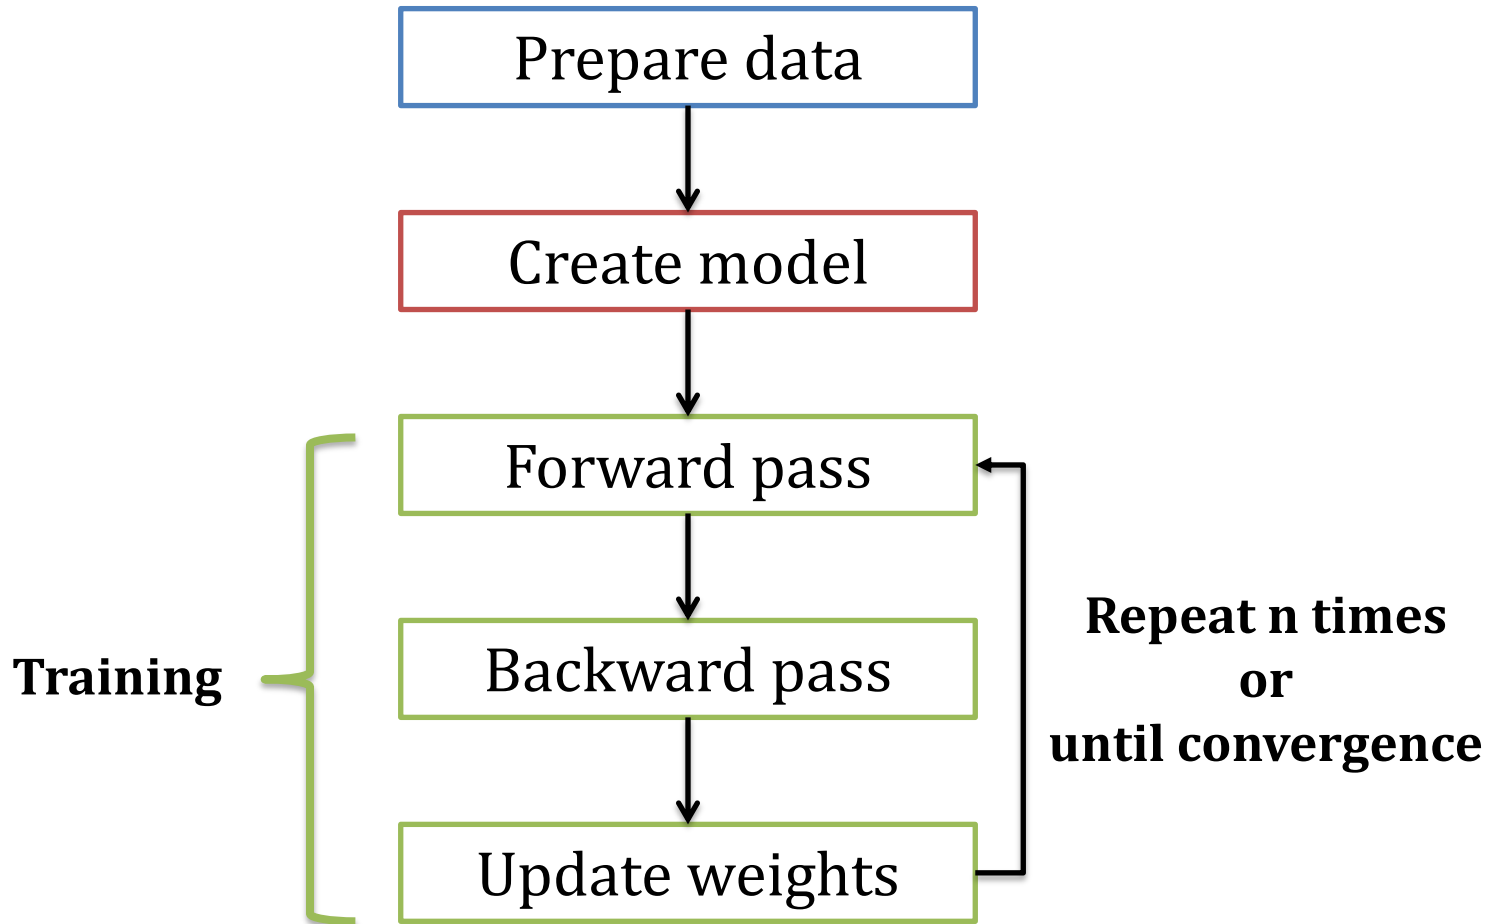 Prepare data
Create model
Forward pass
Backward pass
Update weights
Training
Repeat n times
or
until convergence